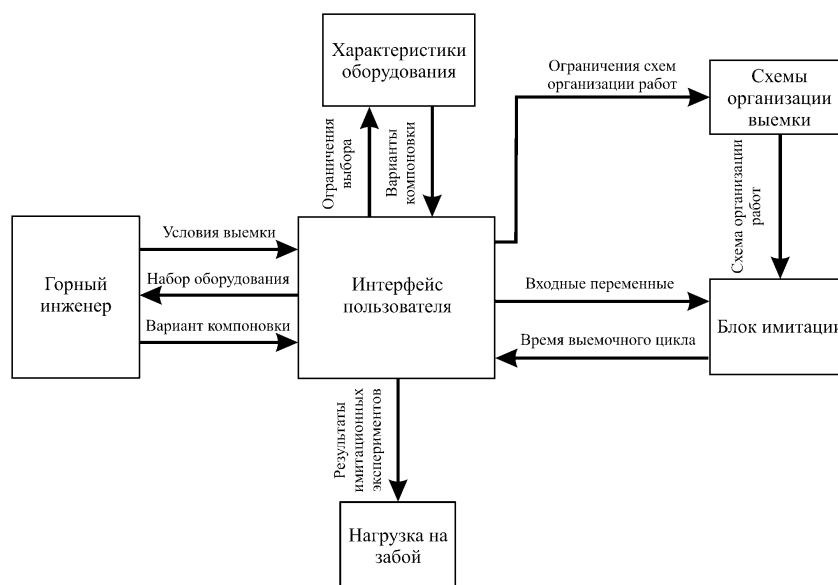 Характеристики
оборудования
Ограничения схем
организации работ
Схемы
организации
выемки
Ограничения
выбора
Варианты
компоновки
Схема организации
работ
Горный
инженер
Условия выемки
Набор оборудования
Вариант компоновки
Интерфейс
пользователя
Входные переменные
Время выемочного цикла
Блок имитации
Результаты
имитационных
экспериментов
Нагрузка на
забой